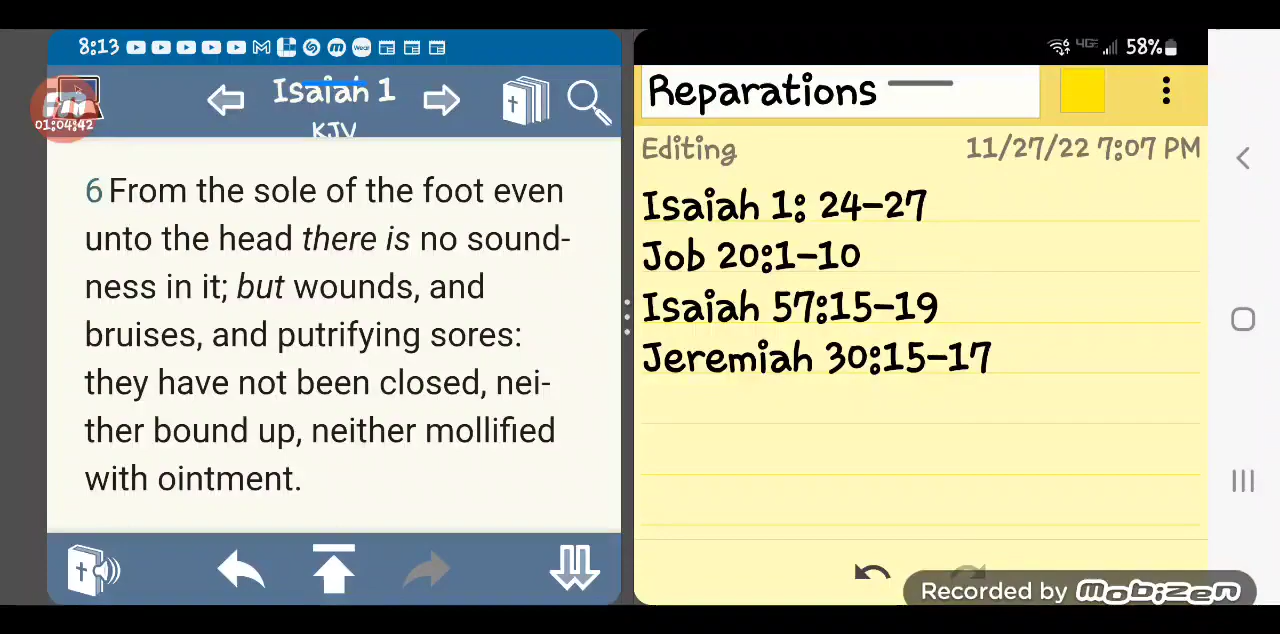 8:13
Wear
01:04:42
Isaiah 1
KJV
6 From the sole of the foot even
unto the head there is no sound-
ness in it; but wounds, and
bruises, and putrifying sores:
they have not been closed, nei-
ther bound up, neither mollified
with ointment.
4G 58%
Reparations
Editing 11/27/22 7:07 PM
Isaiah 1: 24-27
Job 20:1-10
Isaiah 57:15-19
Jeremiah 30:15-17
Recorded by MOBIZEN